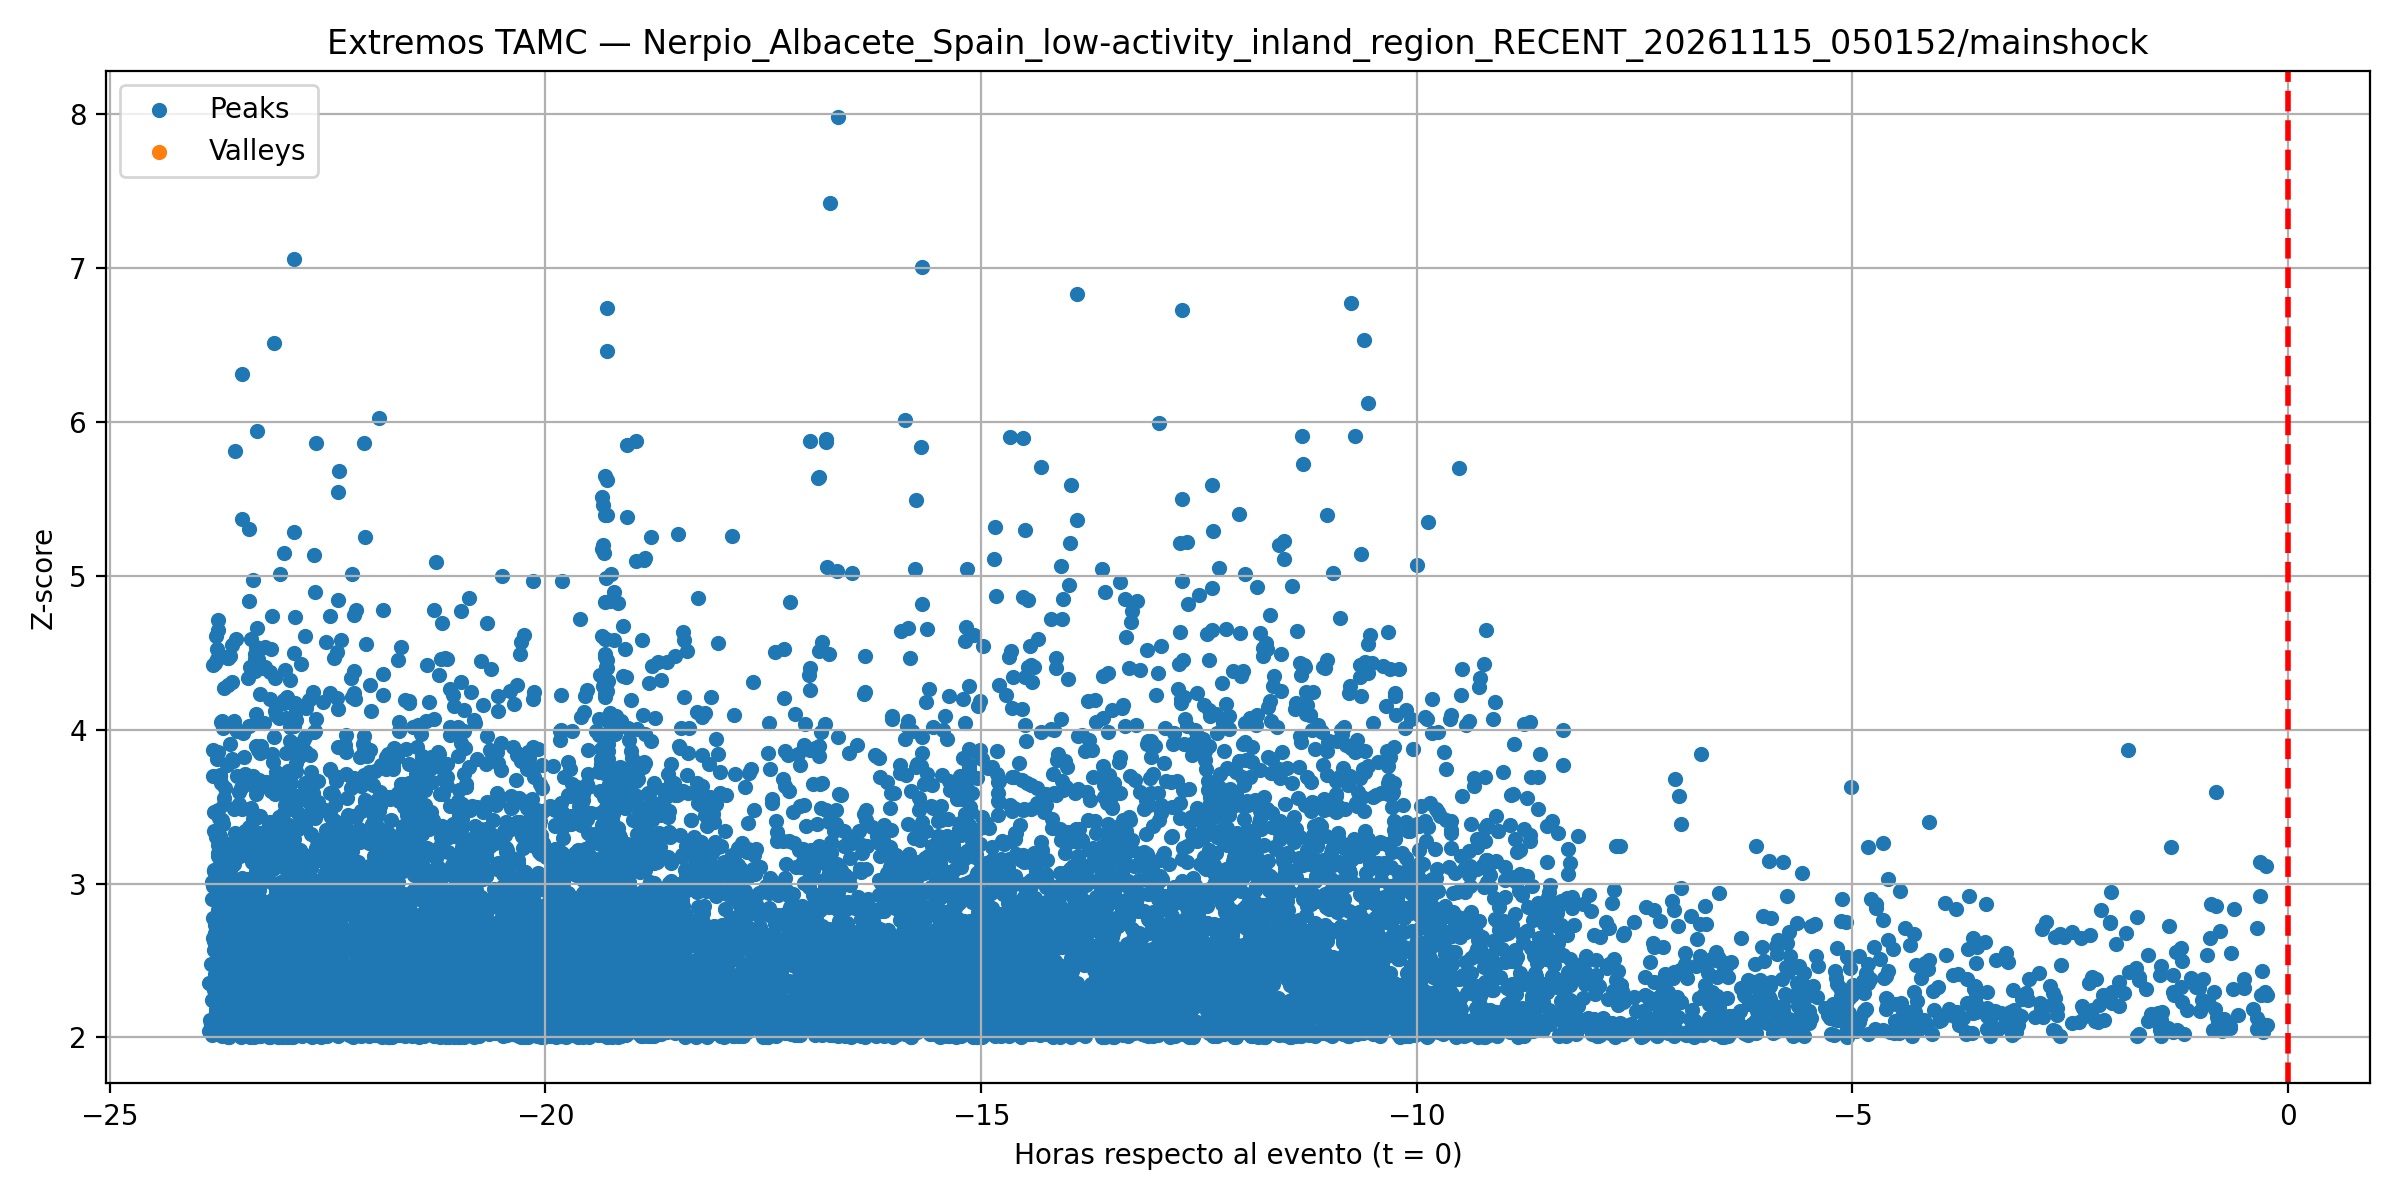 Extremos TAMC — Nerpio_Albacete_Spain_low-activity_inland_region_RECENT_20261115_050152/mainshock
Peaks
Valleys
8
7
6
5
4
3
2
Z-score
−25
−20
−15
−10
−5
0
Horas respecto al evento (t = 0)